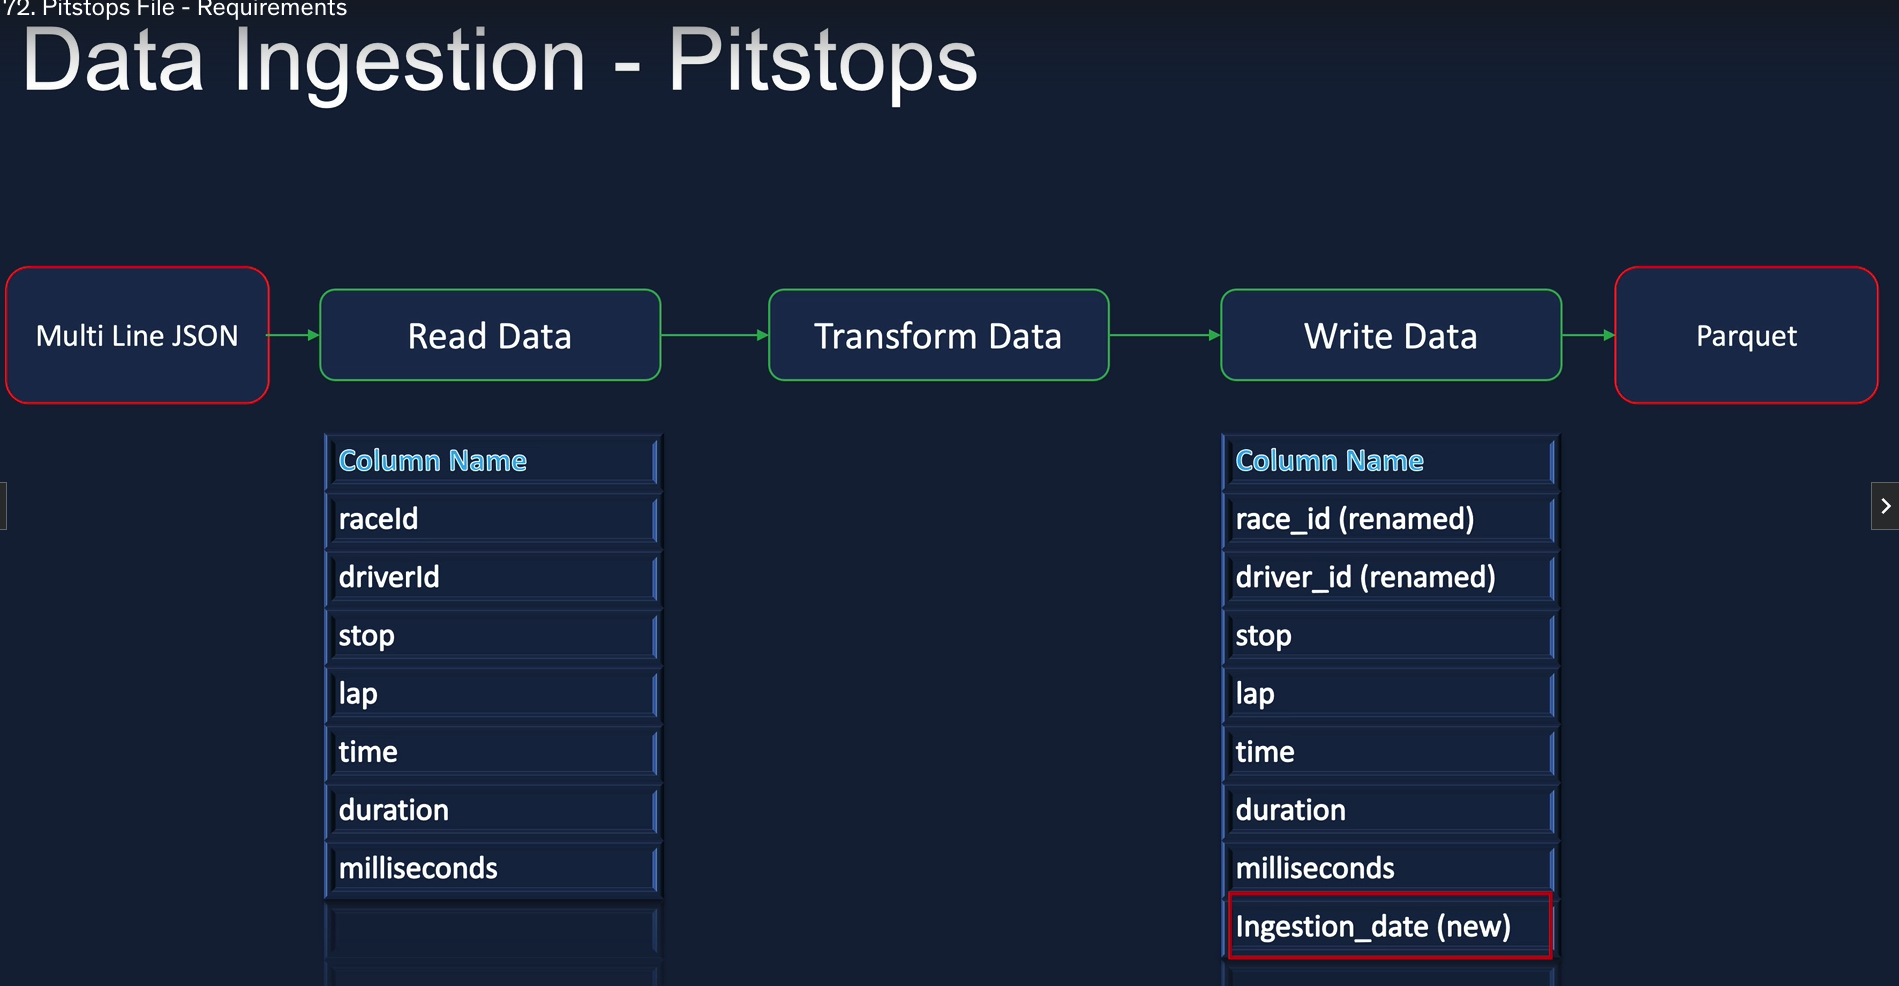 72. Pitstops File - Requirements
Data Ingestion - Pitstops
Multi Line JSON
Read Data
Transform Data
Write Data
Parquet
Column Name
raceId
driverId
stop
lap
time
duration
milliseconds
Column Name
race_id (renamed)
driver_id (renamed)
stop
lap
time
duration
milliseconds
Ingestion_date (new)